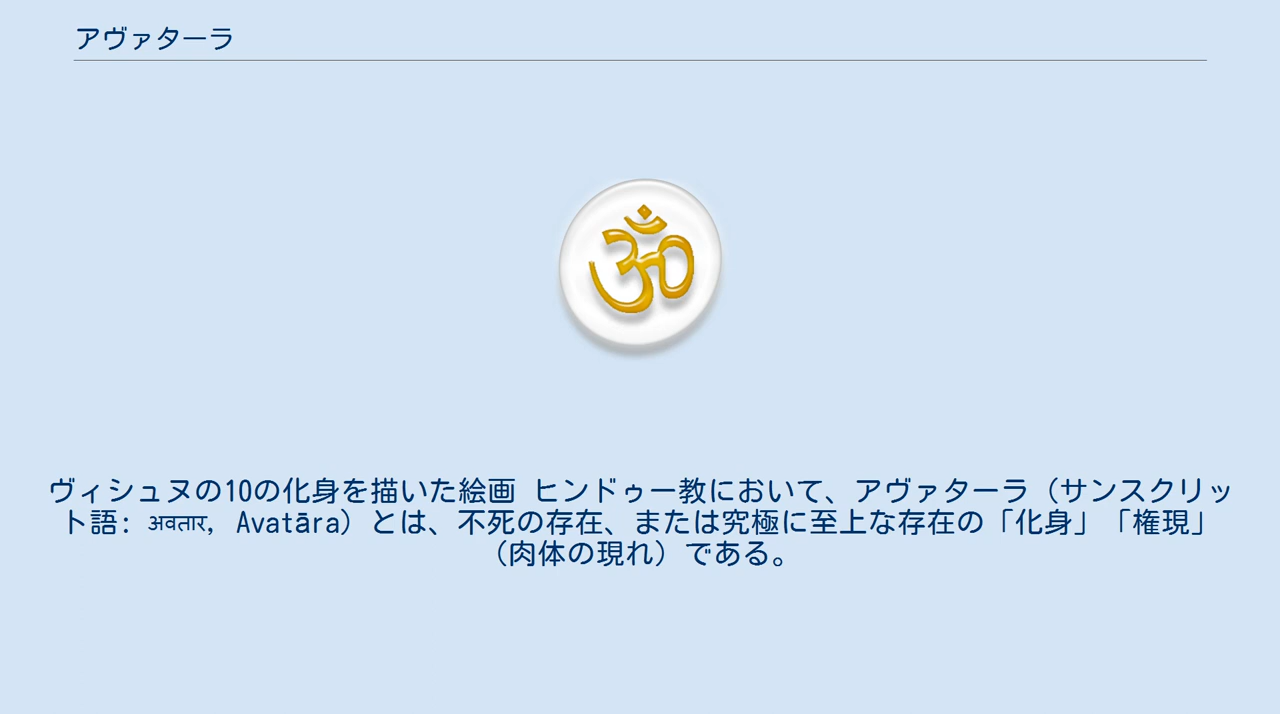 アヴァターラ
ॐ
ヴィシュヌの10の化身を描いた絵画 ヒンドゥー教において、アヴァターラ（サンスクリッ
ト語: अवतार, Avatāra）とは、不死の存在、または究極に至上な存在の「化身」「権現」
（肉体の現れ）である。